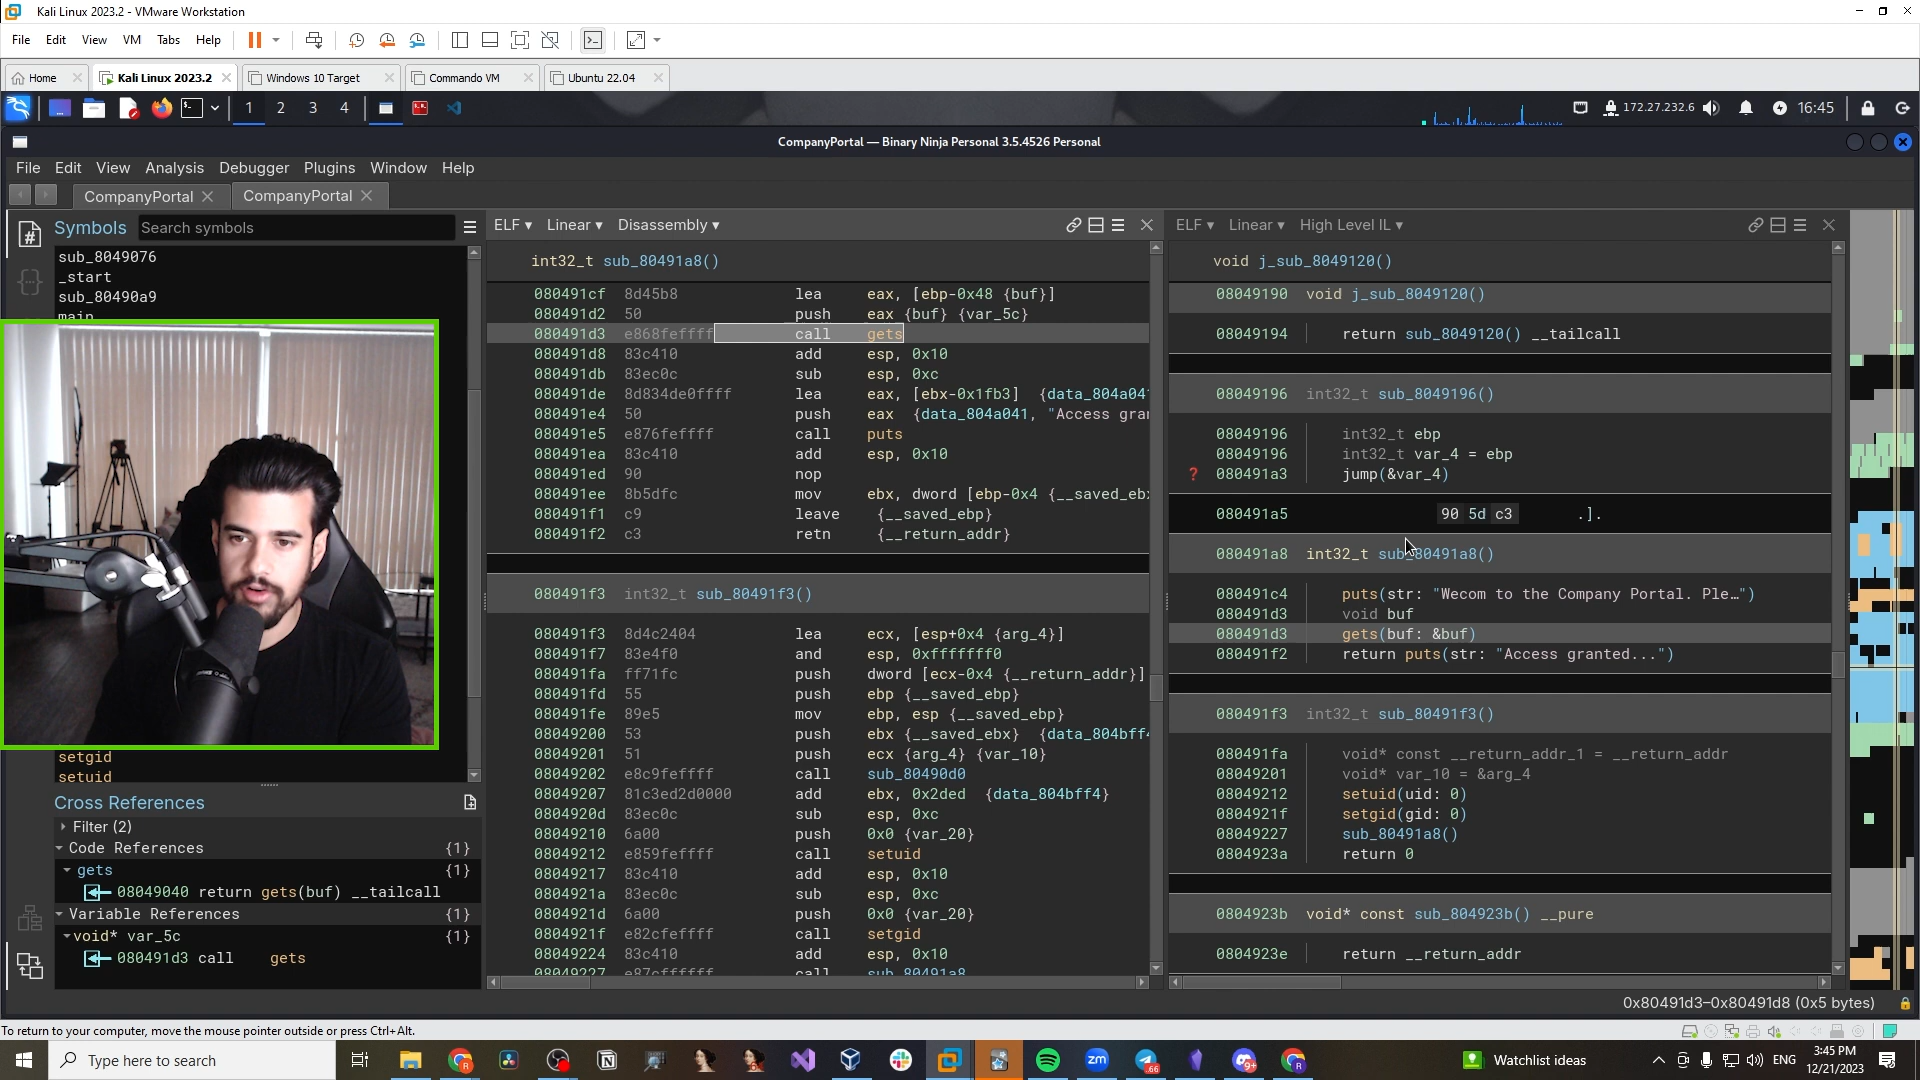 Kali Linux 2023.2 - VMware Workstation
File Edit View VM Tabs Help
Home
Kali Linux 2023.2
Windows 10 Target
Commando VM
Ubuntu 22.04
1 2 3 4
172.27.232.6
16:45
CompanyPortal — Binary Ninja Personal 3.5.4526 Personal
File Edit View Analysis Debugger Plugins Window Help
CompanyPortal
CompanyPortal
Symbols
Search symbols
sub_8049076
_start
sub_80490a9
main
setgid
setuid
Cross References
Filter (2)
Code References {1}
gets {1}
08049040 return gets(buf) __tailcall
Variable References {1}
void* var_5c {1}
080491d3 call gets
ELF ▾ Linear ▾ Disassembly ▾
int32_t sub_80491a8()
080491cf 8d45b8 lea eax, [ebp-0x48 {buf}]
080491d2 50 push eax {buf} {var_5c}
080491d3 e868feffff call gets
080491d8 83c410 add esp, 0x10
080491db 83ec0c sub esp, 0xc
080491de 8d834de0ffff lea eax, [ebx-0x1fb3] {data_804a041
080491e4 50 push eax {data_804a041, "Access gran
080491e5 e876feffff call puts
080491ea 83c410 add esp, 0x10
080491ed 90 nop
080491ee 8b5dfc mov ebx, dword [ebp-0x4 {__saved_ebx
080491f1 c9 leave {__saved_ebp}
080491f2 c3 retn {__return_addr}
080491f3 int32_t sub_80491f3()
080491f3 8d4c2404 lea ecx, [esp+0x4 {arg_4}]
080491f7 83e4f0 and esp, 0xfffffff0
080491fa ff71fc push dword [ecx-0x4 {__return_addr}]
080491fd 55 push ebp {__saved_ebp}
080491fe 89e5 mov ebp, esp {__saved_ebp}
08049200 53 push ebx {__saved_ebx} {data_804bff4
08049201 51 push ecx {arg_4} {var_10}
08049202 e8c9feffff call sub_80490d0
08049207 81c3ed2d0000 add ebx, 0x2ded {data_804bff4}
0804920d 83ec0c sub esp, 0xc
08049210 6a00 push 0x0 {var_20}
08049212 e859feffff call setuid
08049217 83c410 add esp, 0x10
0804921a 83ec0c sub esp, 0xc
0804921d 6a00 push 0x0 {var_20}
0804921f e82cfeffff call setgid
08049224 83c410 add esp, 0x10
08049227 e87cffffff call sub_80491a8
ELF ▾ Linear ▾ High Level IL ▾
void j_sub_8049120()
08049190 void j_sub_8049120()
08049194 return sub_8049120() __tailcall
08049196 int32_t sub_8049196()
08049196 int32_t ebp
08049196 int32_t var_4 = ebp
? 080491a3 jump(&var_4)
080491a5 90 5d c3 .].
080491a8 int32_t sub_80491a8()
080491c4 puts(str: "Wecom to the Company Portal. Ple…")
080491d3 void buf
080491d3 gets(buf: &buf)
080491f2 return puts(str: "Access granted...")
080491f3 int32_t sub_80491f3()
080491fa void* const __return_addr_1 = __return_addr
08049201 void* var_10 = &arg_4
08049212 setuid(uid: 0)
0804921f setgid(gid: 0)
08049227 sub_80491a8()
0804923a return 0
0804923b void* const sub_804923b() __pure
0804923e return __return_addr
0x80491d3–0x80491d8 (0x5 bytes)
To return to your computer, move the mouse pointer outside or press Ctrl+Alt.
Type here to search
Watchlist ideas
ENG
3:45 PM
12/21/2023